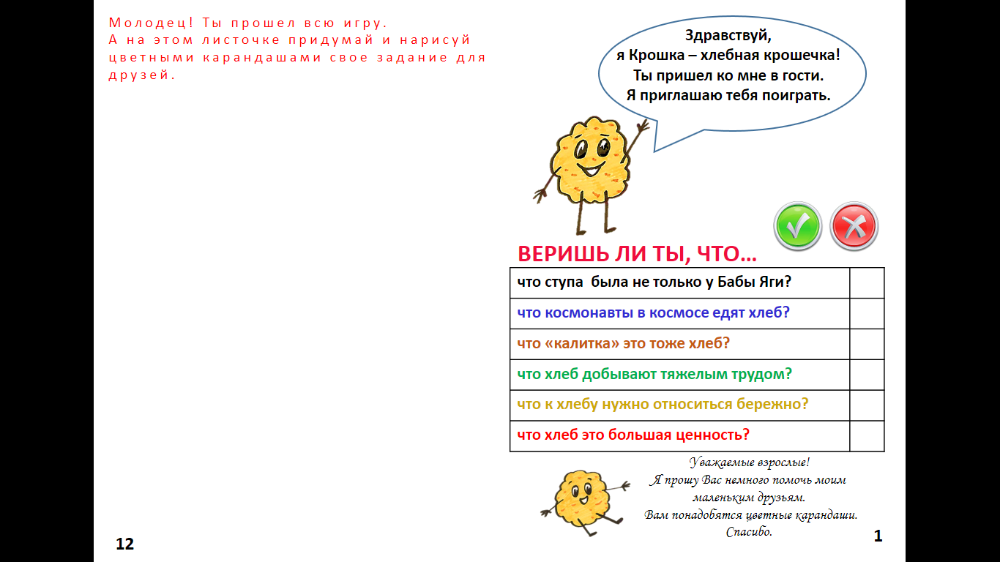 Молодец! Ты прошел всю игру.
А на этом листочке придумай и нарисуй
цветными карандашами свое задание для
друзей.
12
Здравствуй,
я Крошка – хлебная крошечка!
Ты пришел ко мне в гости.
Я приглашаю тебя поиграть.
ВЕРИШЬ ЛИ ТЫ, ЧТО…
что ступа  была не только у Бабы Яги?
что космонавты в космосе едят хлеб?
что «калитка» это тоже хлеб?
что хлеб добывают тяжелым трудом?
что к хлебу нужно относиться бережно?
что хлеб это большая ценность?
Уважаемые взрослые!
Я прошу Вас немного помочь моим
маленьким друзьям.
Вам понадобятся цветные карандаши.
Спасибо.
1